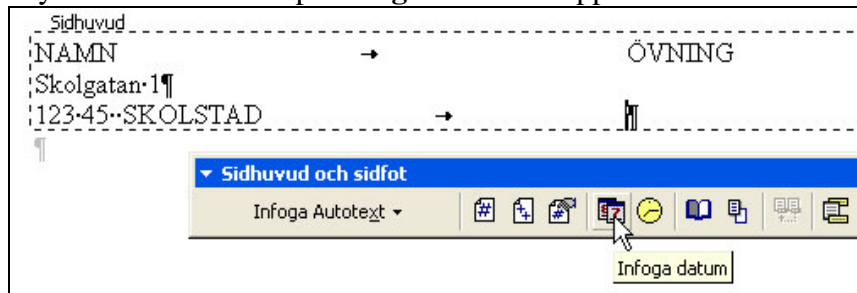 Sidhuvud
NAMN → ÖVNING
Skolgatan·1¶
123·45··SKOLSTAD → ¶
¶
Sidhuvud och sidfot
Infoga Autotext
Infoga datum